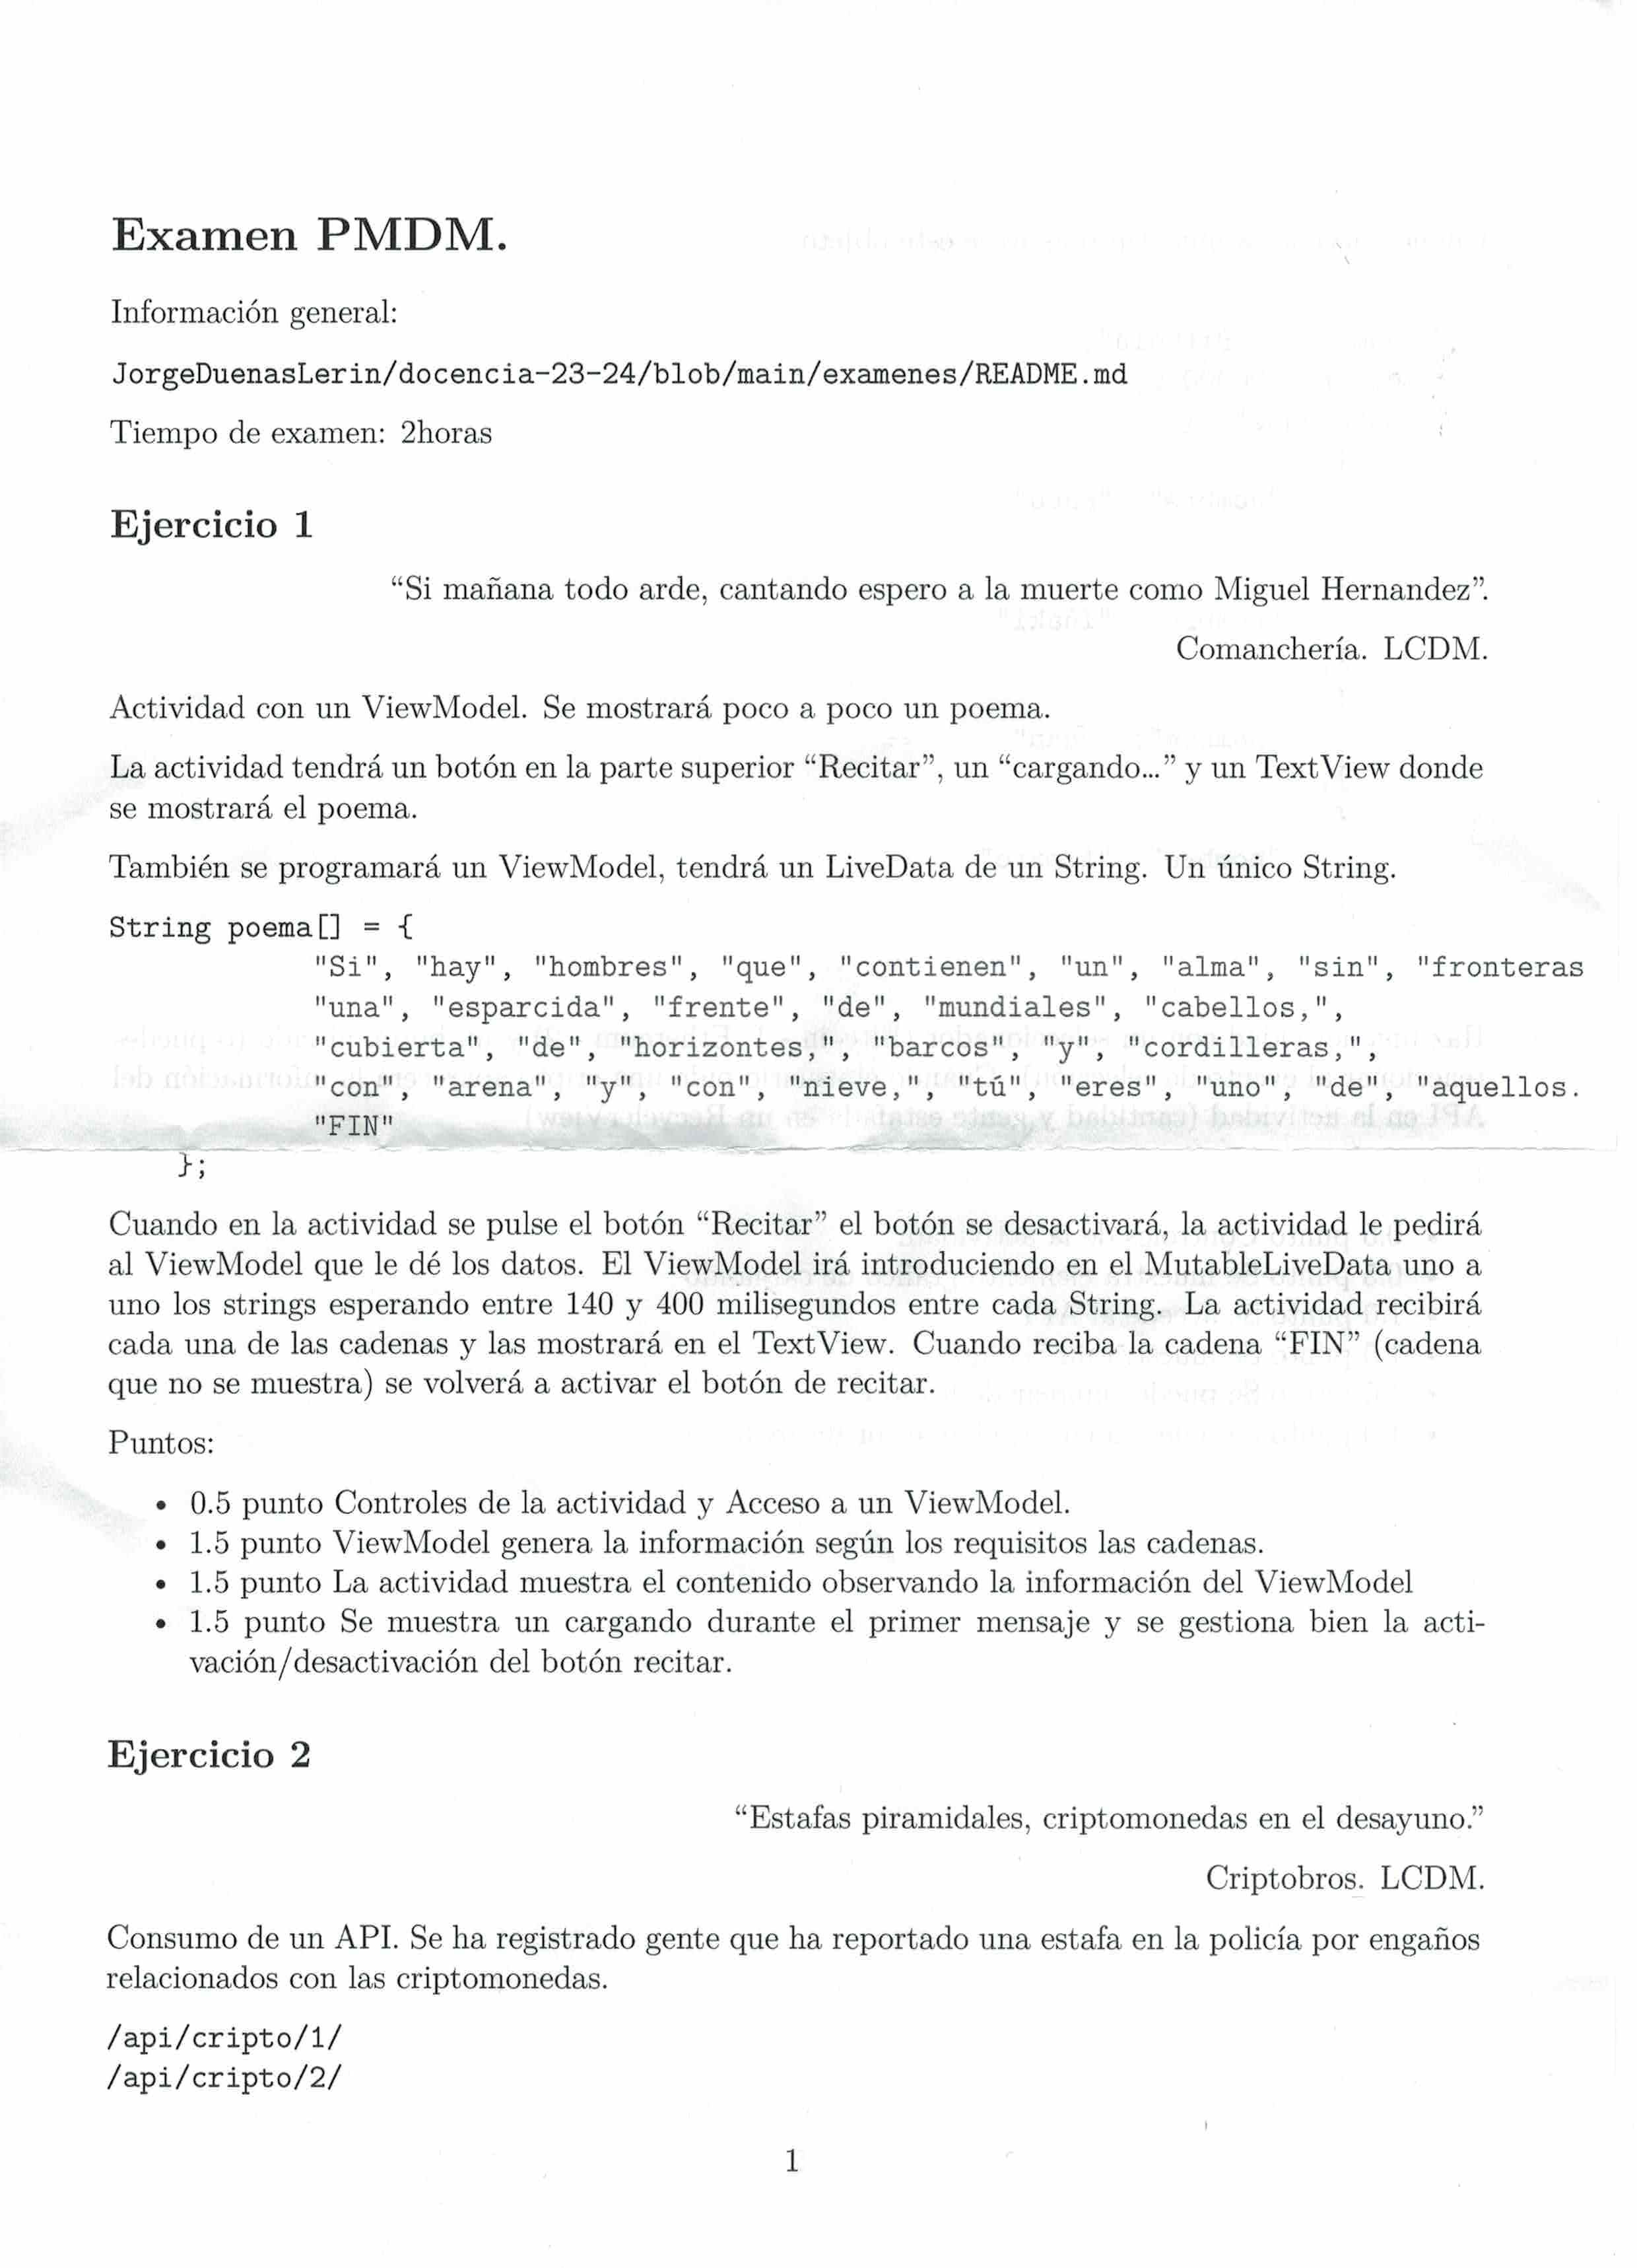 Examen PMDM.
Información general:
JorgeDuenasLerin/docencia-23-24/blob/main/examenes/README.md
Tiempo de examen: 2horas
Ejercicio 1
“Si mañana todo arde, cantando espero a la muerte como Miguel Hernandez”.
Comanchería. LCDM.
Actividad con un ViewModel. Se mostrará poco a poco un poema.
La actividad tendrá un botón en la parte superior “Recitar”, un “cargando...” y un TextView donde
se mostrará el poema.
También se programará un ViewModel, tendrá un LiveData de un String. Un único String.
String poema[] = {
"Si", "hay", "hombres", "que", "contienen", "un", "alma", "sin", "fronteras
"una", "esparcida", "frente", "de", "mundiales", "cabellos,",
"cubierta", "de", "horizontes,", "barcos", "y", "cordilleras,",
"con", "arena", "y", "con", "nieve,", "tú", "eres", "uno", "de", "aquellos.
"FIN"
};
Cuando en la actividad se pulse el botón “Recitar” el botón se desactivará, la actividad le pedirá
al ViewModel que le dé los datos. El ViewModel irá introduciendo en el MutableLiveData uno a
uno los strings esperando entre 140 y 400 milisegundos entre cada String. La actividad recibirá
cada una de las cadenas y las mostrará en el TextView. Cuando reciba la cadena “FIN” (cadena
que no se muestra) se volverá a activar el botón de recitar.
Puntos:
• 0.5 punto Controles de la actividad y Acceso a un ViewModel.
• 1.5 punto ViewModel genera la información según los requisitos las cadenas.
• 1.5 punto La actividad muestra el contenido observando la información del ViewModel
• 1.5 punto Se muestra un cargando durante el primer mensaje y se gestiona bien la acti-
vación/desactivación del botón recitar.
Ejercicio 2
“Estafas piramidales, criptomonedas en el desayuno.”
Criptobros. LCDM.
Consumo de un API. Se ha registrado gente que ha reportado una estafa en la policía por engaños
relacionados con las criptomonedas.
/api/cripto/1/
/api/cripto/2/
1